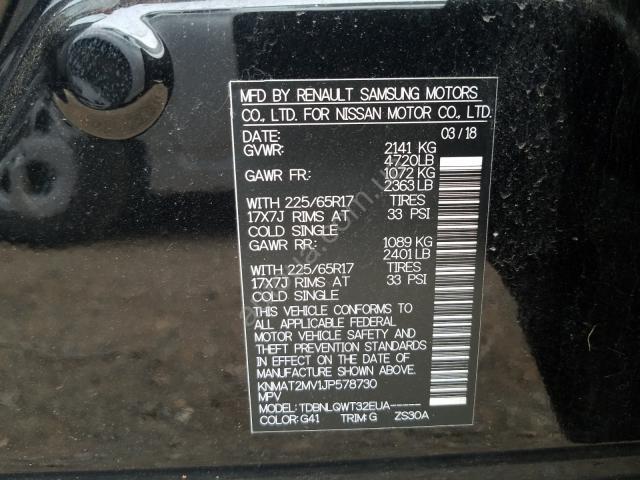 MFD BY RENAULT SAMSUNG MOTORS
CO., LTD. FOR NISSAN MOTOR CO., LTD.
DATE: 03/18
GVWR: 2141 KG
4720LB
GAWR FR: 1072 KG
2363 LB
WITH 225/65R17 TIRES
17X7J RIMS AT 33 PSI
COLD SINGLE
GAWR RR: 1089 KG
2401 LB
WITH 225/65R17 TIRES
17X7J RIMS AT 33 PSI
COLD SINGLE
THIS VEHICLE CONFORMS TO
ALL APPLICABLE FEDERAL
MOTOR VEHICLE SAFETY AND
THEFT PREVENTION STANDARDS
IN EFFECT ON THE DATE OF
MANUFACTURE SHOWN ABOVE.
KNMAT2MV1JP578730
MPV
MODEL: TDBNLQWT32EUA-----
COLOR: G41 TRIM: G ZS30A